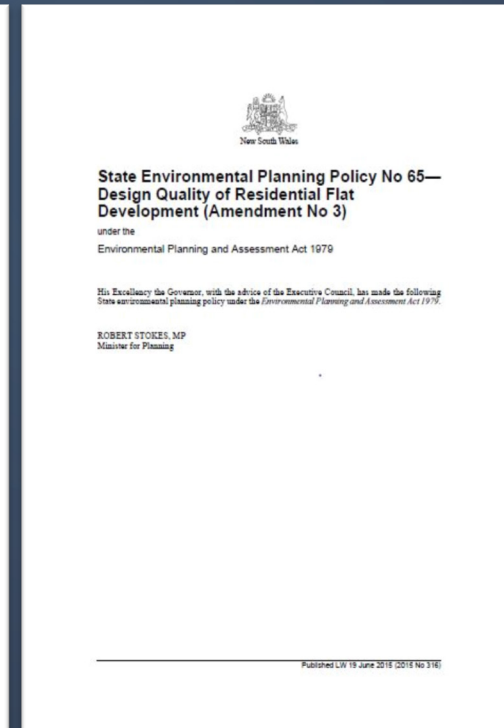 New South Wales
State Environmental Planning Policy No 65—
Design Quality of Residential Flat
Development (Amendment No 3)
under the
Environmental Planning and Assessment Act 1979
His Excellency the Governor, with the advice of the Executive Council, has made the following
State environmental planning policy under the Environmental Planning and Assessment Act 1979.
ROBERT STOKES, MP
Minister for Planning
Published LW 19 June 2015 (2015 No 316)